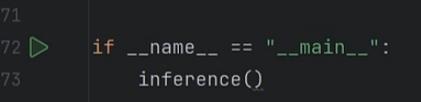 71
72 if __name__ == "__main__":
73 inference()